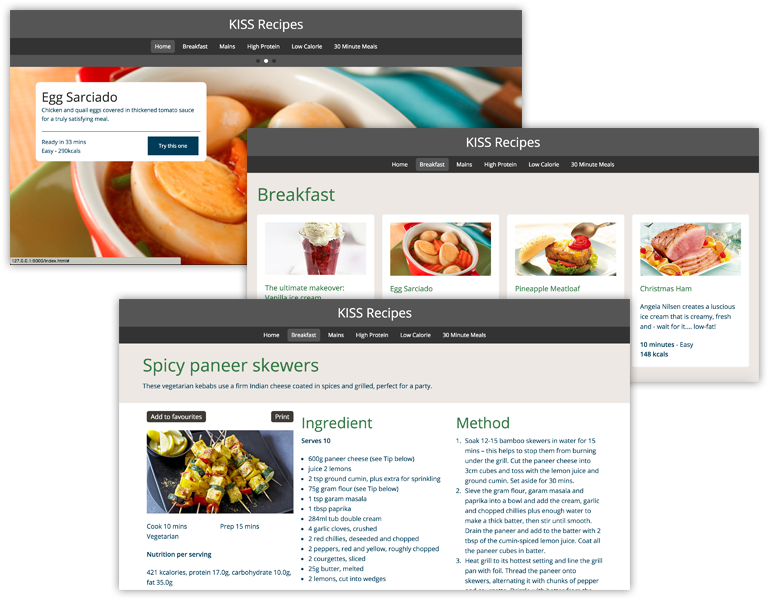 KISS Recipes
Home Breakfast Mains High Protein Low Calorie 30 Minute Meals
Egg Sarciado
Chicken and quail eggs covered in thickened tomato sauce
for a truly satisfying meal.
Ready in 33 mins
Easy - 290kcals
Try this one
127.0.0.1:8000/index.html#
KISS Recipes
Home Breakfast Mains High Protein Low Calorie 30 Minute Meals
Breakfast
The ultimate makeover:
Vanilla ice cream
Egg Sarciado
Pineapple Meatloaf
Christmas Ham
Angela Nilsen creates a luscious
ice cream that is creamy, fresh
and - wait for it.... low-fat!
10 minutes - Easy
148 kcals
KISS Recipes
Home Breakfast Mains High Protein Low Calorie 30 Minute Meals
Spicy paneer skewers
These vegetarian kebabs use a firm Indian cheese coated in spices and grilled, perfect for a party.
Add to favourites Print
Cook 10 mins Prep 15 mins
Vegetarian
Nutrition per serving
421 kcalories, protein 17.0g, carbohydrate 10.0g,
fat 35.0g
Ingredient
Serves 10
• 600g paneer cheese (see Tip below)
• juice 2 lemons
• 2 tsp ground cumin, plus extra for sprinkling
• 75g gram flour (see Tip below)
• 1 tsp garam masala
• 1 tbsp paprika
• 284ml tub double cream
• 4 garlic cloves, crushed
• 2 red chillies, deseeded and chopped
• 2 peppers, red and yellow, roughly chopped
• 2 courgettes, sliced
• 25g butter, melted
• 2 lemons, cut into wedges
Method
1. Soak 12-15 bamboo skewers in water for 15
mins – this helps to stop them from burning
under the grill. Cut the paneer cheese into
3cm cubes and toss with the lemon juice and
ground cumin. Set aside for 30 mins.
2. Sieve the gram flour, garam masala and
paprika into a bowl and add the cream, garlic
and chopped chillies plus enough water to
make a thick batter, then stir until smooth.
Drain the paneer and add to the batter with 2
tbsp of the cumin-spiced lemon juice. Coat all
the paneer cubes in batter.
3. Heat grill to its hottest setting and line the grill
pan with foil. Thread the paneer onto
skewers, alternating it with chunks of pepper